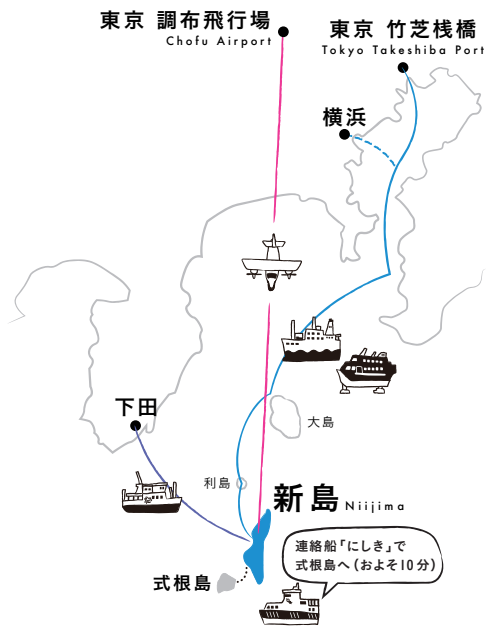 東京 調布飛行場
Chofu Airport
東京 竹芝桟橋
Tokyo Takeshiba Port
横浜
下田
大島
利島
新島 Niijima
連絡船「にしき」で
式根島へ（およそ10分）
式根島